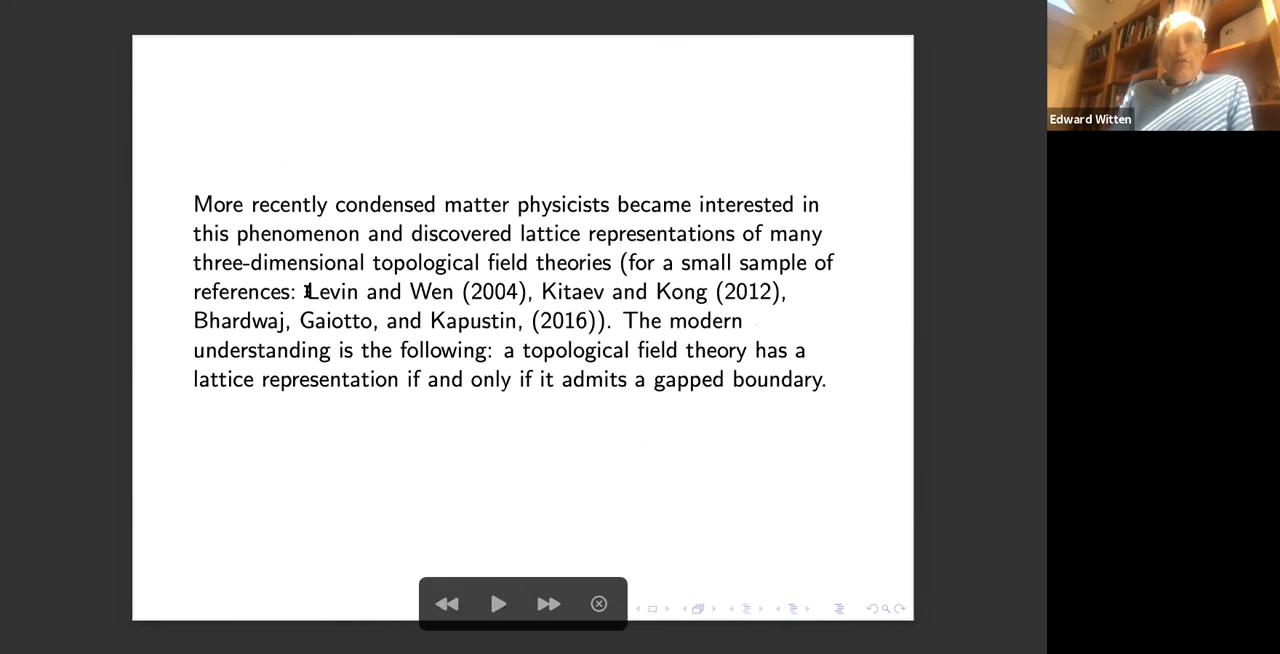 More recently condensed matter physicists became interested in
this phenomenon and discovered lattice representations of many
three-dimensional topological field theories (for a small sample of
references: Levin and Wen (2004), Kitaev and Kong (2012),
Bhardwaj, Gaiotto, and Kapustin, (2016)). The modern
understanding is the following: a topological field theory has a
lattice representation if and only if it admits a gapped boundary.
Edward Witten